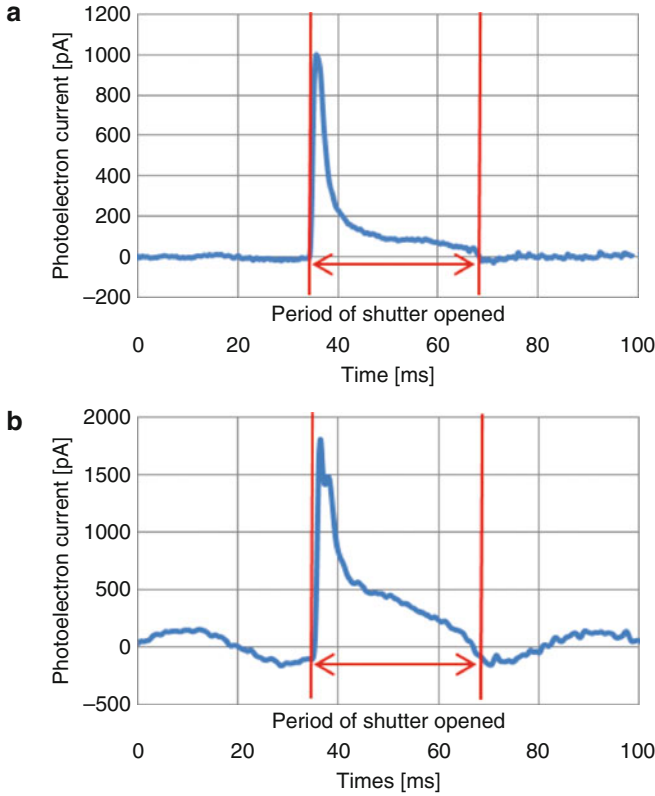 a
Photoelectron current [pA]
1200
1000
800
600
400
200
0
−200
Period of shutter opened
0 20 40 60 80 100
Time [ms]
b
Photoelectron current [pA]
2000
1500
1000
500
0
−500
Period of shutter opened
0 20 40 60 80 100
Times [ms]